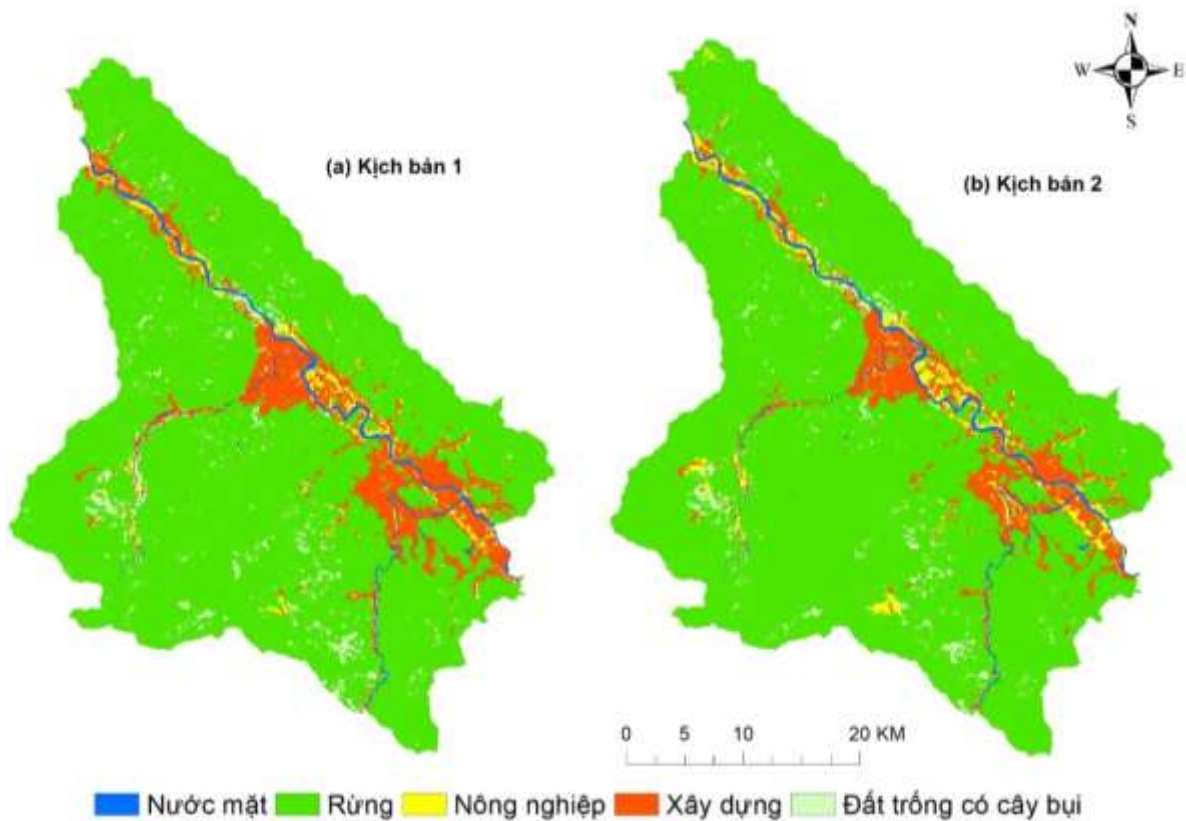 N
W E
S
(a) Kịch bản 1
(b) Kịch bản 2
0 5 10 20 KM
Nước mặt Rừng Nông nghiệp Xây dựng Đất trống có cây bụi